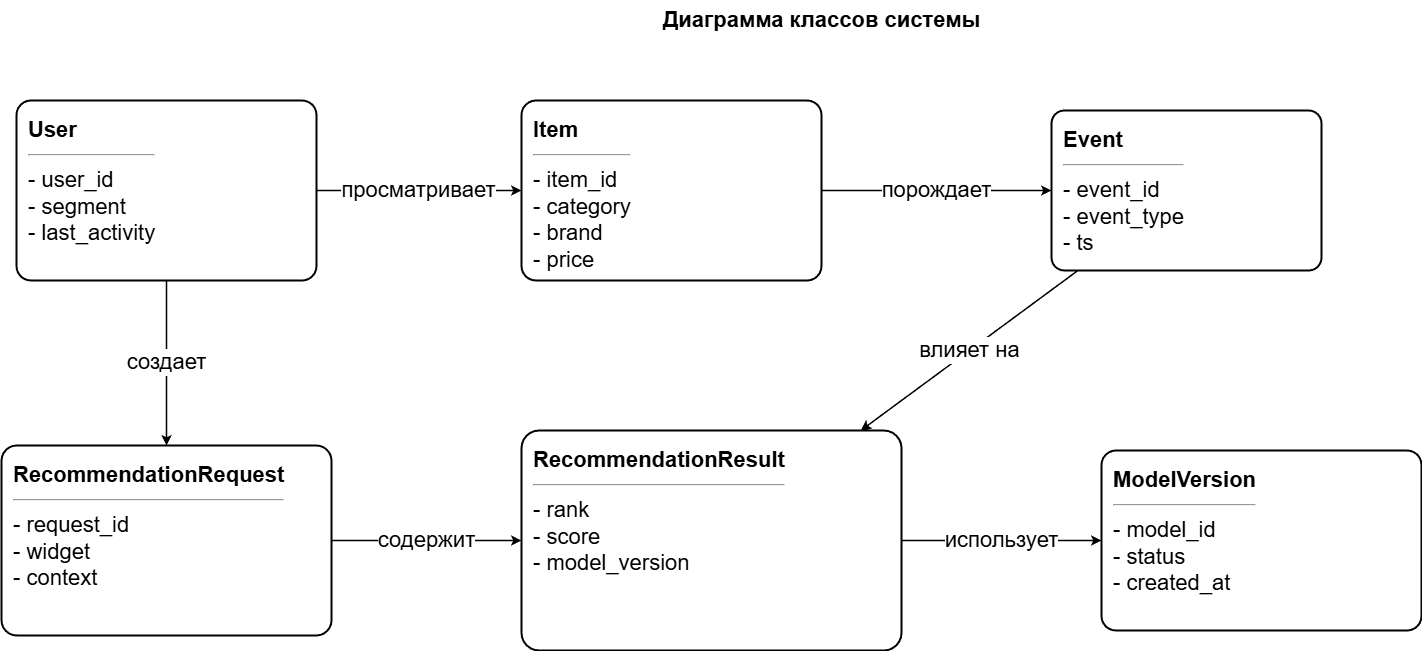 Диаграмма классов системы
User
- user_id
- segment
- last_activity
просматривает
Item
- item_id
- category
- brand
- price
порождает
Event
- event_id
- event_type
- ts
создает
влияет на
RecommendationRequest
- request_id
- widget
- context
содержит
RecommendationResult
- rank
- score
- model_version
использует
ModelVersion
- model_id
- status
- created_at